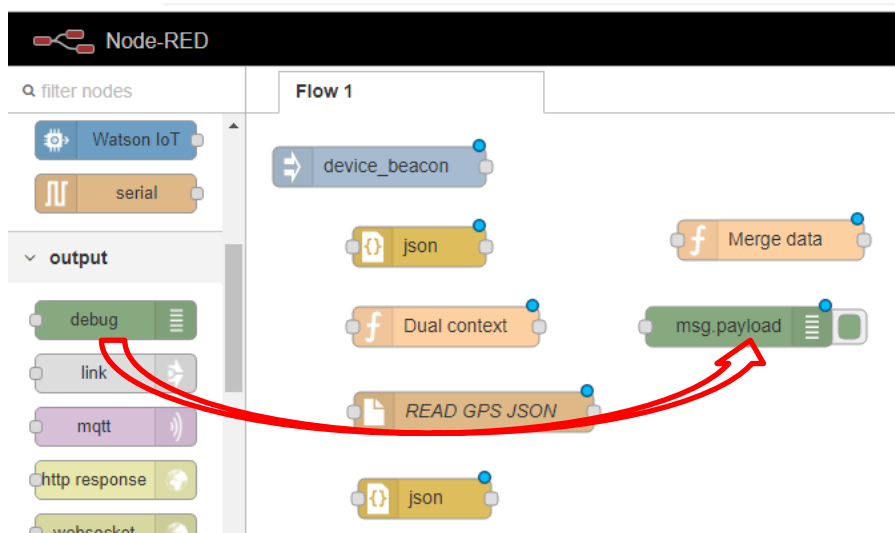 Node-RED
filter nodes
Flow 1
Watson IoT
serial
output
debug
link
mqtt
http response
websocket
device_beacon
json
Dual context
READ GPS JSON
json
Merge data
msg.payload